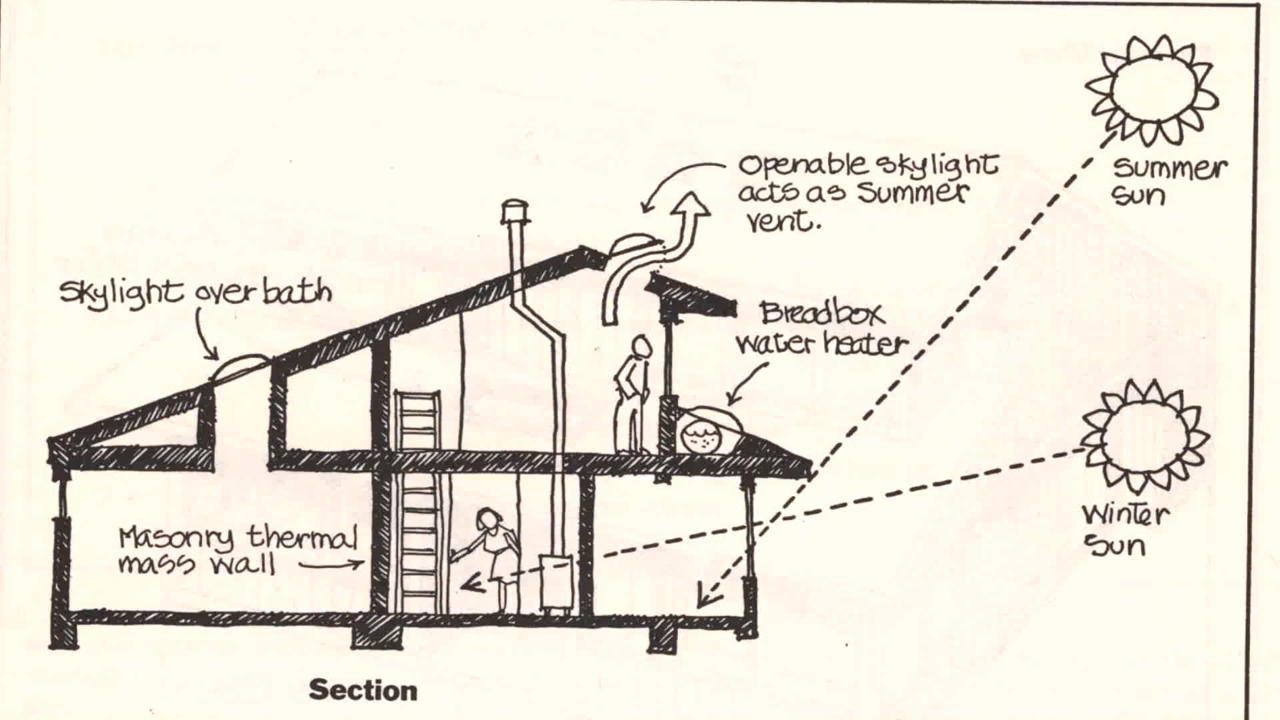 Openable skylight
acts as Summer
vent.
Summer
sun
Skylight over bath
Breadbox
water heater
Masonry thermal
mass wall
Winter
Sun
Section